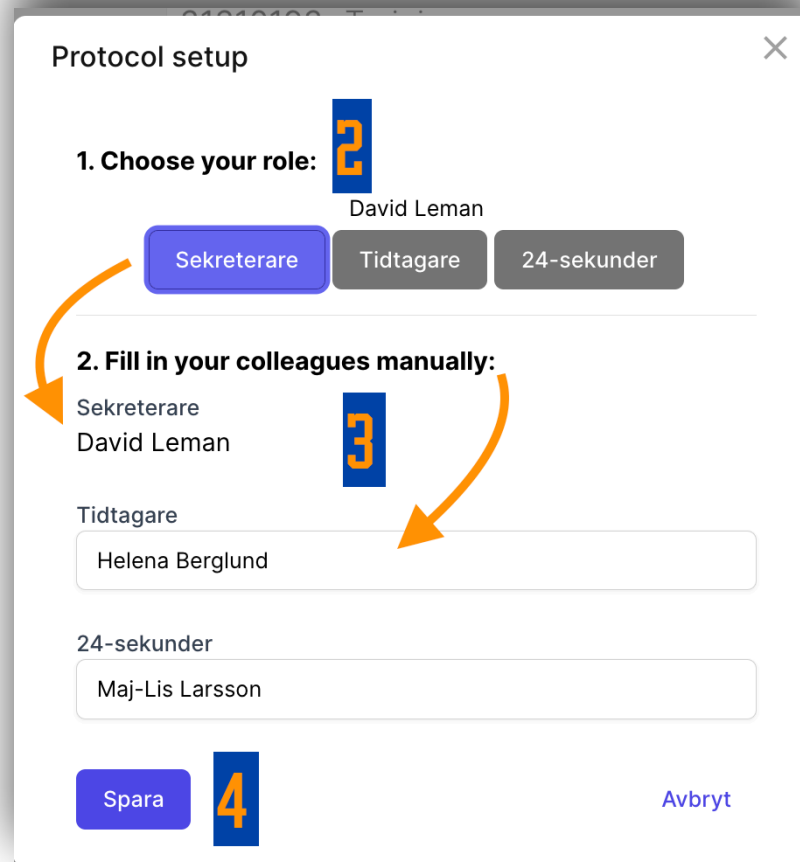 Protocol setup
2
1. Choose your role:
David Leman
Sekreterare
Tidtagare
24-sekunder
2. Fill in your colleagues manually:
Sekreterare
3
David Leman
Tidtagare
Helena Berglund
24-sekunder
Maj-Lis Larsson
Spara
4
Avbryt